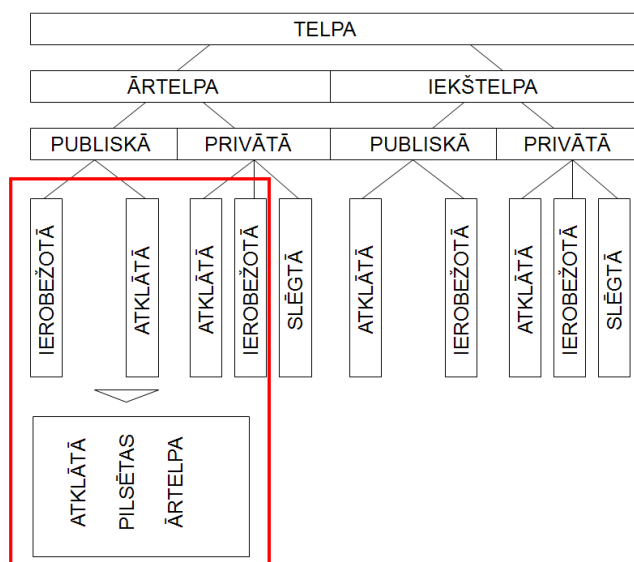 TELPA
ĀRTELPA
IEKŠTELPA
PUBLISKĀ
PRIVĀTĀ
PUBLISKĀ
PRIVĀTĀ
IEROBEŽOTĀ
ATKLĀTĀ
ATKLĀTĀ
IEROBEŽOTĀ
SLĒGTĀ
ATKLĀTĀ
IEROBEŽOTĀ
ATKLĀTĀ
IEROBEŽOTĀ
SLĒGTĀ
ATKLĀTĀ
PILSĒTAS
ĀRTELPA